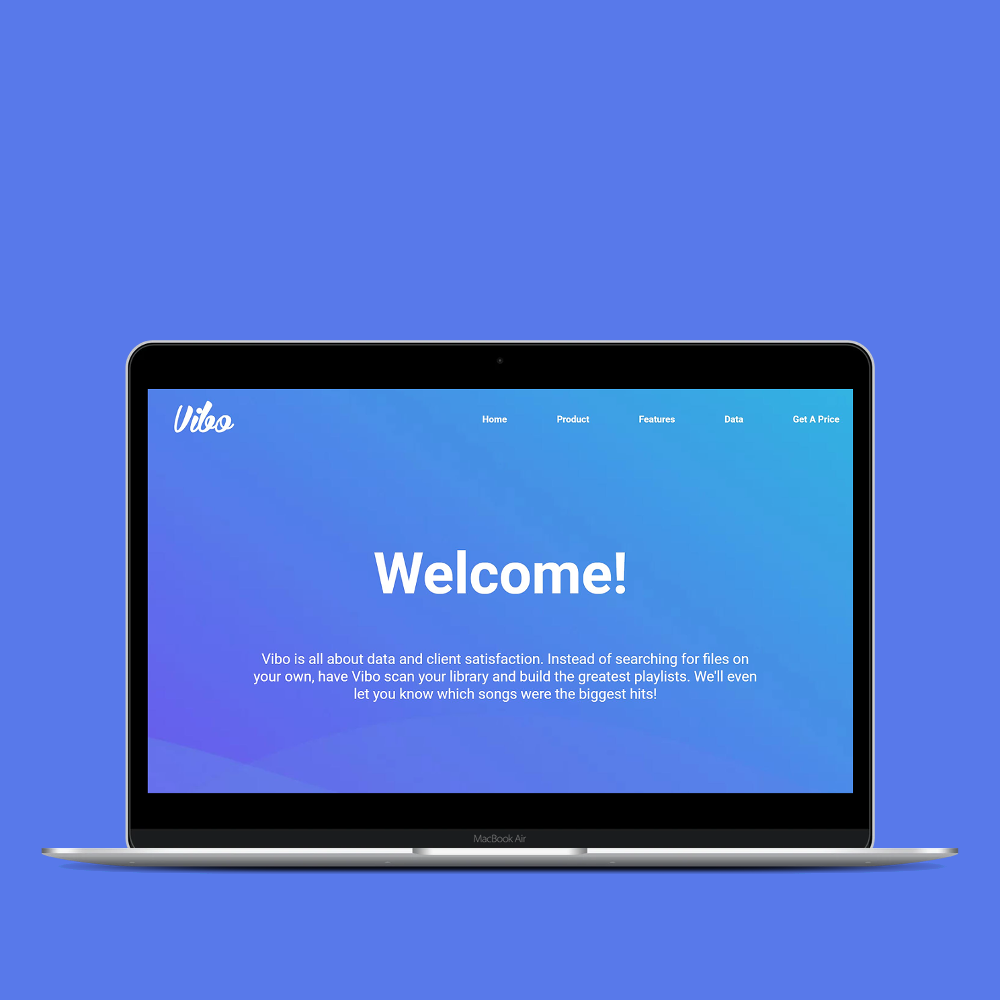 Vibo
Home Product Features Data Get A Price
Welcome!
Vibo is all about data and client satisfaction. Instead of searching for files on
your own, have Vibo scan your library and build the greatest playlists. We'll even
let you know which songs were the biggest hits!
MacBook Air